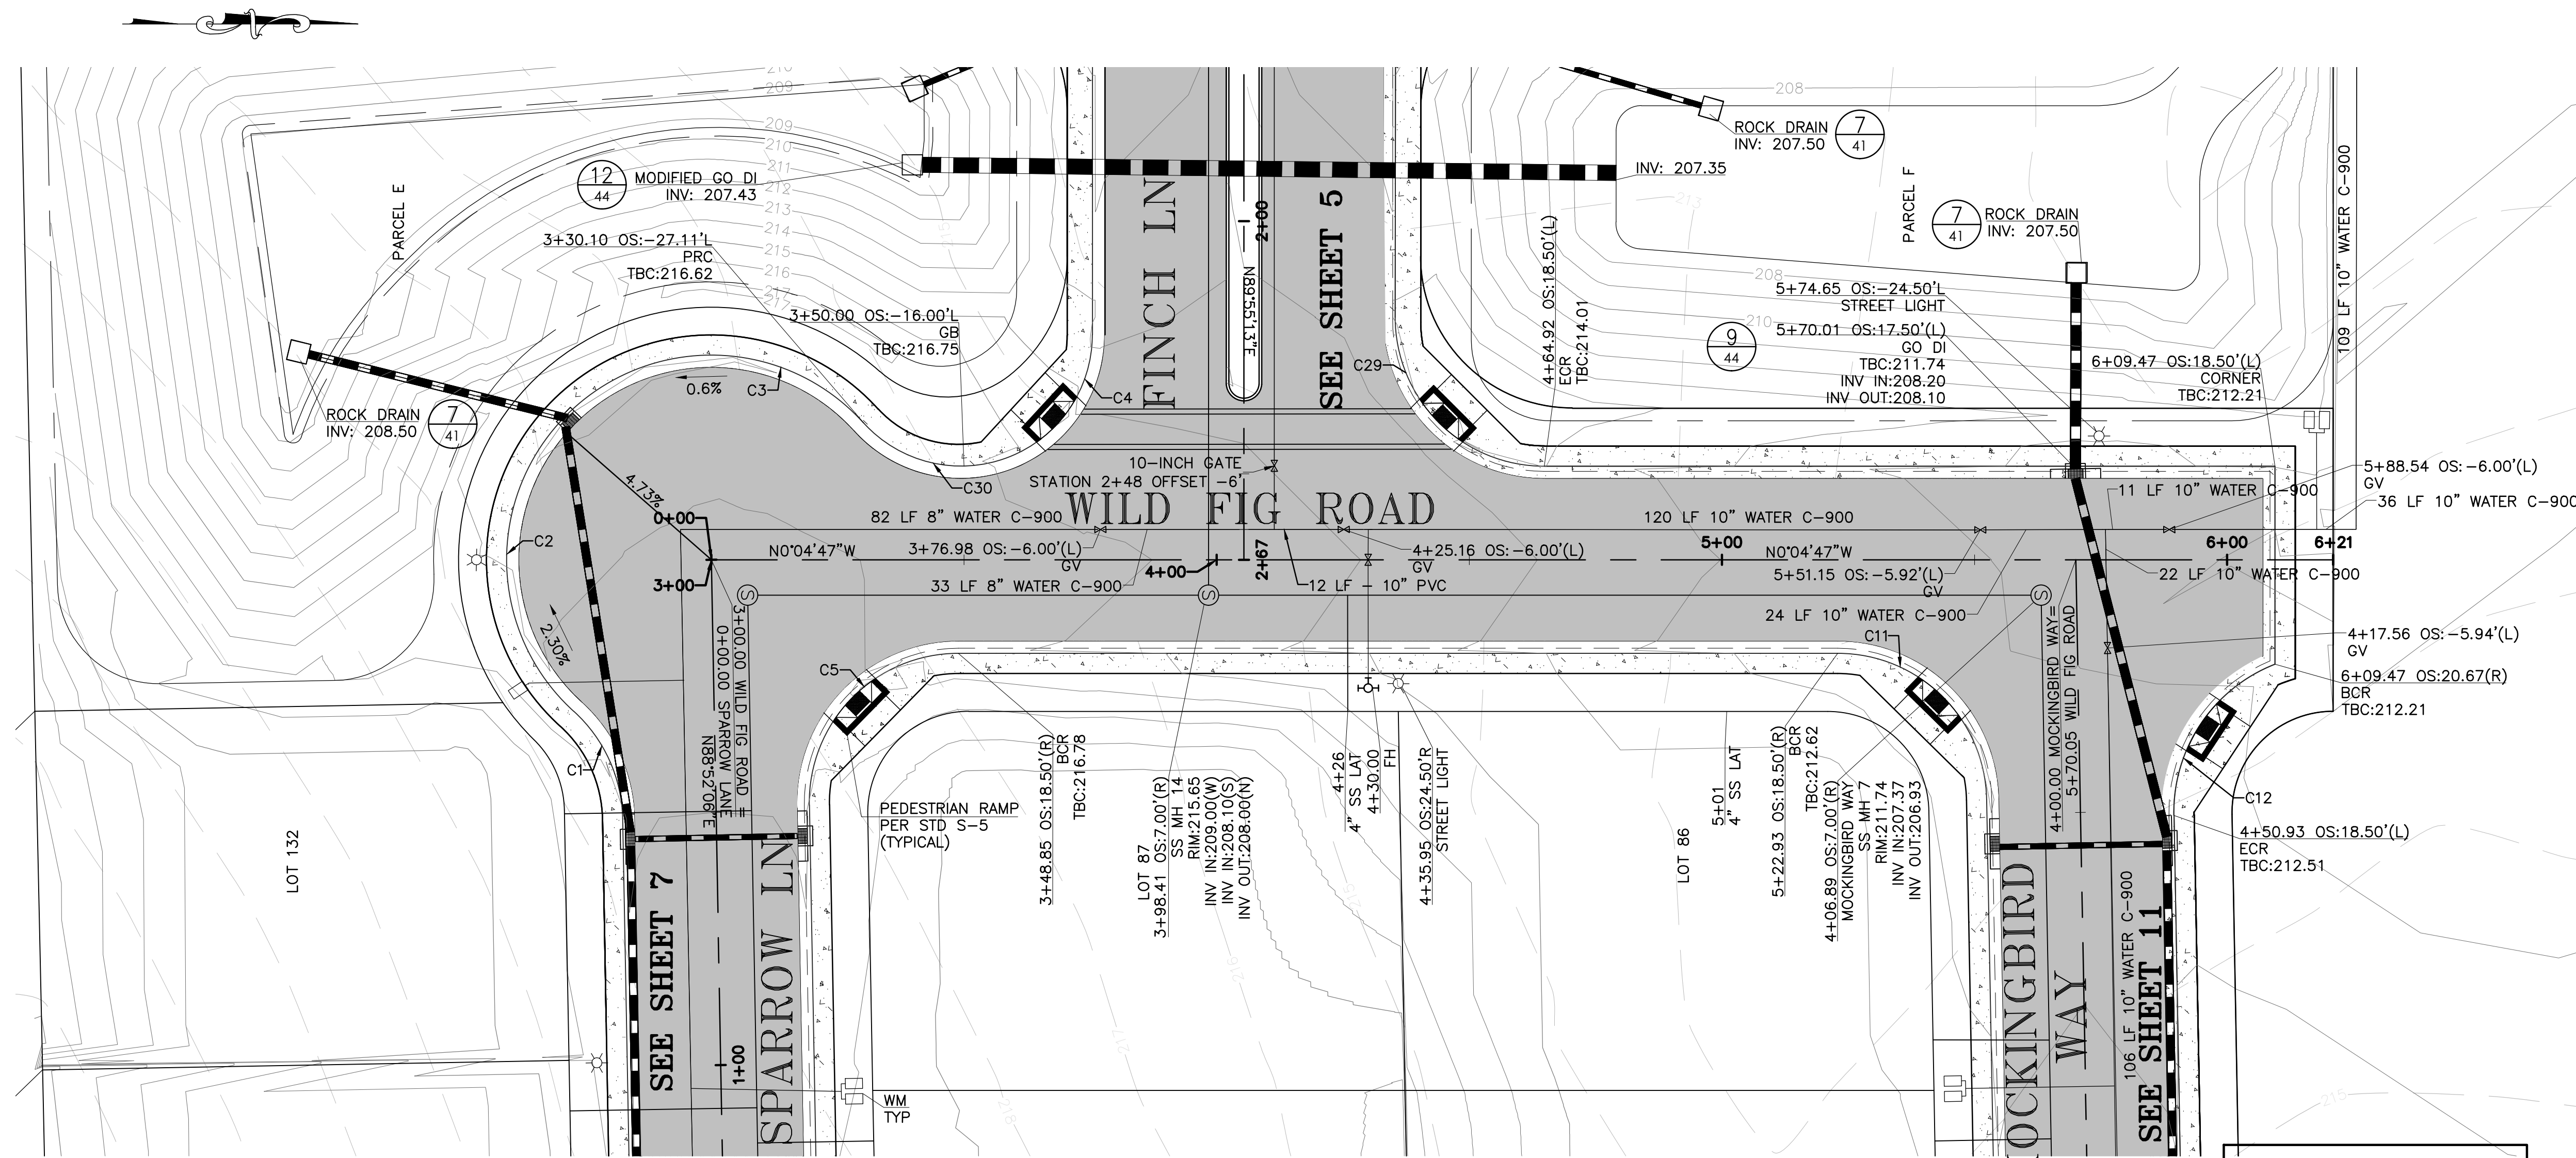 210
209
209
210
211
212
213
214
215
216
217
217
PARCEL E
12
44
MODIFIED GO DI
INV: 207.43
3+30.10 OS:-27.11'L
PRC
TBC:216.62
3+50.00 OS:-16.00'L
GB
TBC:216.75
ROCK DRAIN
INV: 208.50
7
41
0.6%
C3
C4
C30
C2
4.73%
2.30%
C1
C5
FINCH LN
SEE SHEET 5
2+00
N89°55'13"E
C29
INV: 207.35
208
ROCK DRAIN
INV: 207.50
7
41
PARCEL F
213
7
41
ROCK DRAIN
INV: 207.50
208
210
4+64.92 OS:18.50'(L)
ECR
TBC:214.01
9
44
5+74.65 OS:-24.50'L
STREET LIGHT
5+70.01 OS:17.50'(L)
GO DI
TBC:211.74
INV IN:208.20
INV OUT:208.10
6+09.47 OS:18.50'(L)
CORNER
TBC:212.21
109 LF 10" WATER C-900
10-INCH GATE
STATION 2+48 OFFSET -6'
WILD FIG ROAD
0+00
3+00
82 LF 8" WATER C-900
N0°04'47"W
3+76.98 OS:-6.00'(L)
GV
33 LF 8" WATER C-900
4+00
2+67
4+25.16 OS:-6.00'(L)
GV
12 LF - 10" PVC
120 LF 10" WATER C-900
5+00
N0°04'47"W
5+51.15 OS:-5.92'(L)
GV
24 LF 10" WATER C-900
C11
11 LF 10" WATER C-900
5+88.54 OS:-6.00'(L)
GV
36 LF 10" WATER C-900
6+00
6+21
22 LF 10" WATER C-900
4+17.56 OS:-5.94'(L)
GV
6+09.47 OS:20.67(R)
BCR
TBC:212.21
C12
4+50.93 OS:18.50'(L)
ECR
TBC:212.51
S
S
S
3+00.00 WILD FIG ROAD =
0+00.00 SPARROW LANE
N88°52'06"E
4+00.00 MOCKINGBIRD WAY=
5+70.05 WILD FIG ROAD
PEDESTRIAN RAMP
PER STD S-5
(TYPICAL)
3+48.85 OS:18.50'(R)
BCR
TBC:216.78
LOT 87
3+98.41 OS:7.00'(R)
SS MH 14
RIM:215.65
INV IN:209.00(W)
INV IN:208.10(S)
INV OUT:208.00(N)
4+26
4" SS LAT
4+30.00
FH
4+35.95 OS:24.50'R
STREET LIGHT
LOT 86
5+01
4" SS LAT
5+22.93 OS:18.50'(R)
BCR
TBC:212.62
4+06.89 OS:7.00'(R)
MOCKINGBIRD WAY
SS MH 7
RIM:211.74
INV IN:207.37
INV OUT:206.93
LOT 132
SEE SHEET 7
SPARROW LN
1+00
WM
TYP
215
216
217
218
OCKINGBIRD
WAY
106 LF 10" WATER C-900
SEE SHEET 11
215